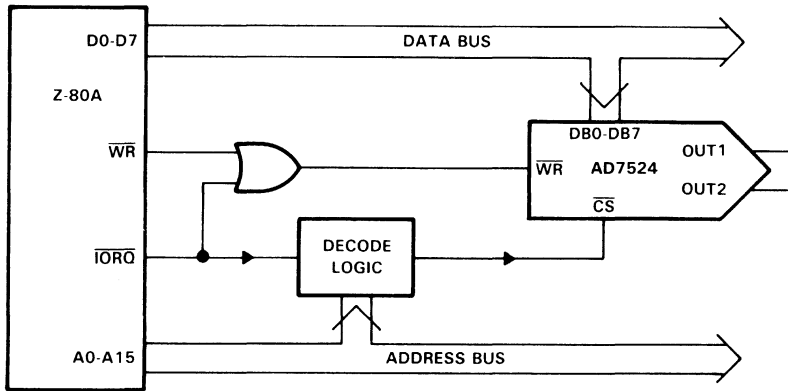 D0-D7
DATA BUS
Z-80A
DB0-DB7
WR
OUT1
WR
AD7524
OUT2
CS
IORQ
DECODE
LOGIC
A0-A15
ADDRESS BUS